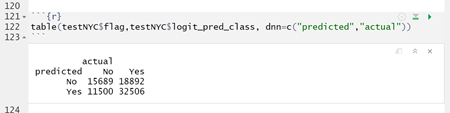 120
121 ```{r}
122 table(testNYC$flag,testNYC$logit_pred_class, dnn=c("predicted","actual"))
123 ```
actual
predicted No Yes
No 15689 18892
Yes 11500 32506
124